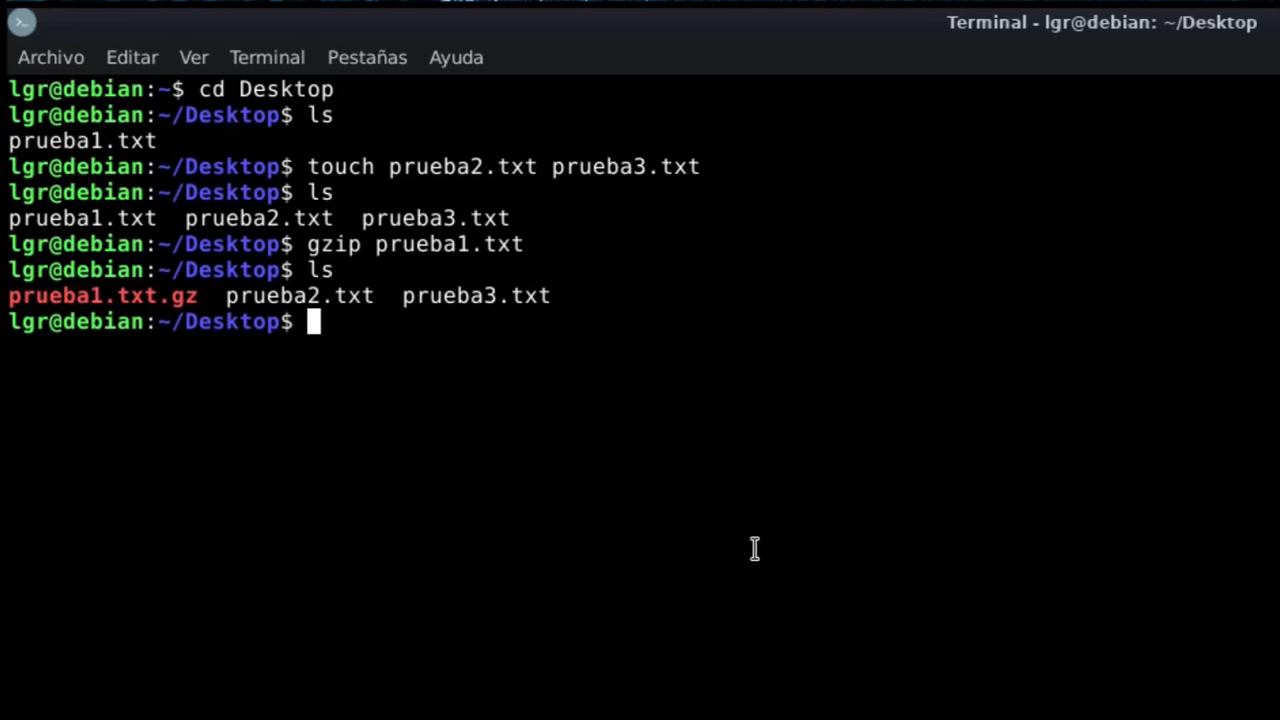 Terminal - lgr@debian: ~/Desktop
Archivo Editar Ver Terminal Pestañas Ayuda
lgr@debian:~$ cd Desktop
lgr@debian:~/Desktop$ ls
prueba1.txt
lgr@debian:~/Desktop$ touch prueba2.txt prueba3.txt
lgr@debian:~/Desktop$ ls
prueba1.txt  prueba2.txt  prueba3.txt
lgr@debian:~/Desktop$ gzip prueba1.txt
lgr@debian:~/Desktop$ ls
prueba1.txt.gz  prueba2.txt  prueba3.txt
lgr@debian:~/Desktop$